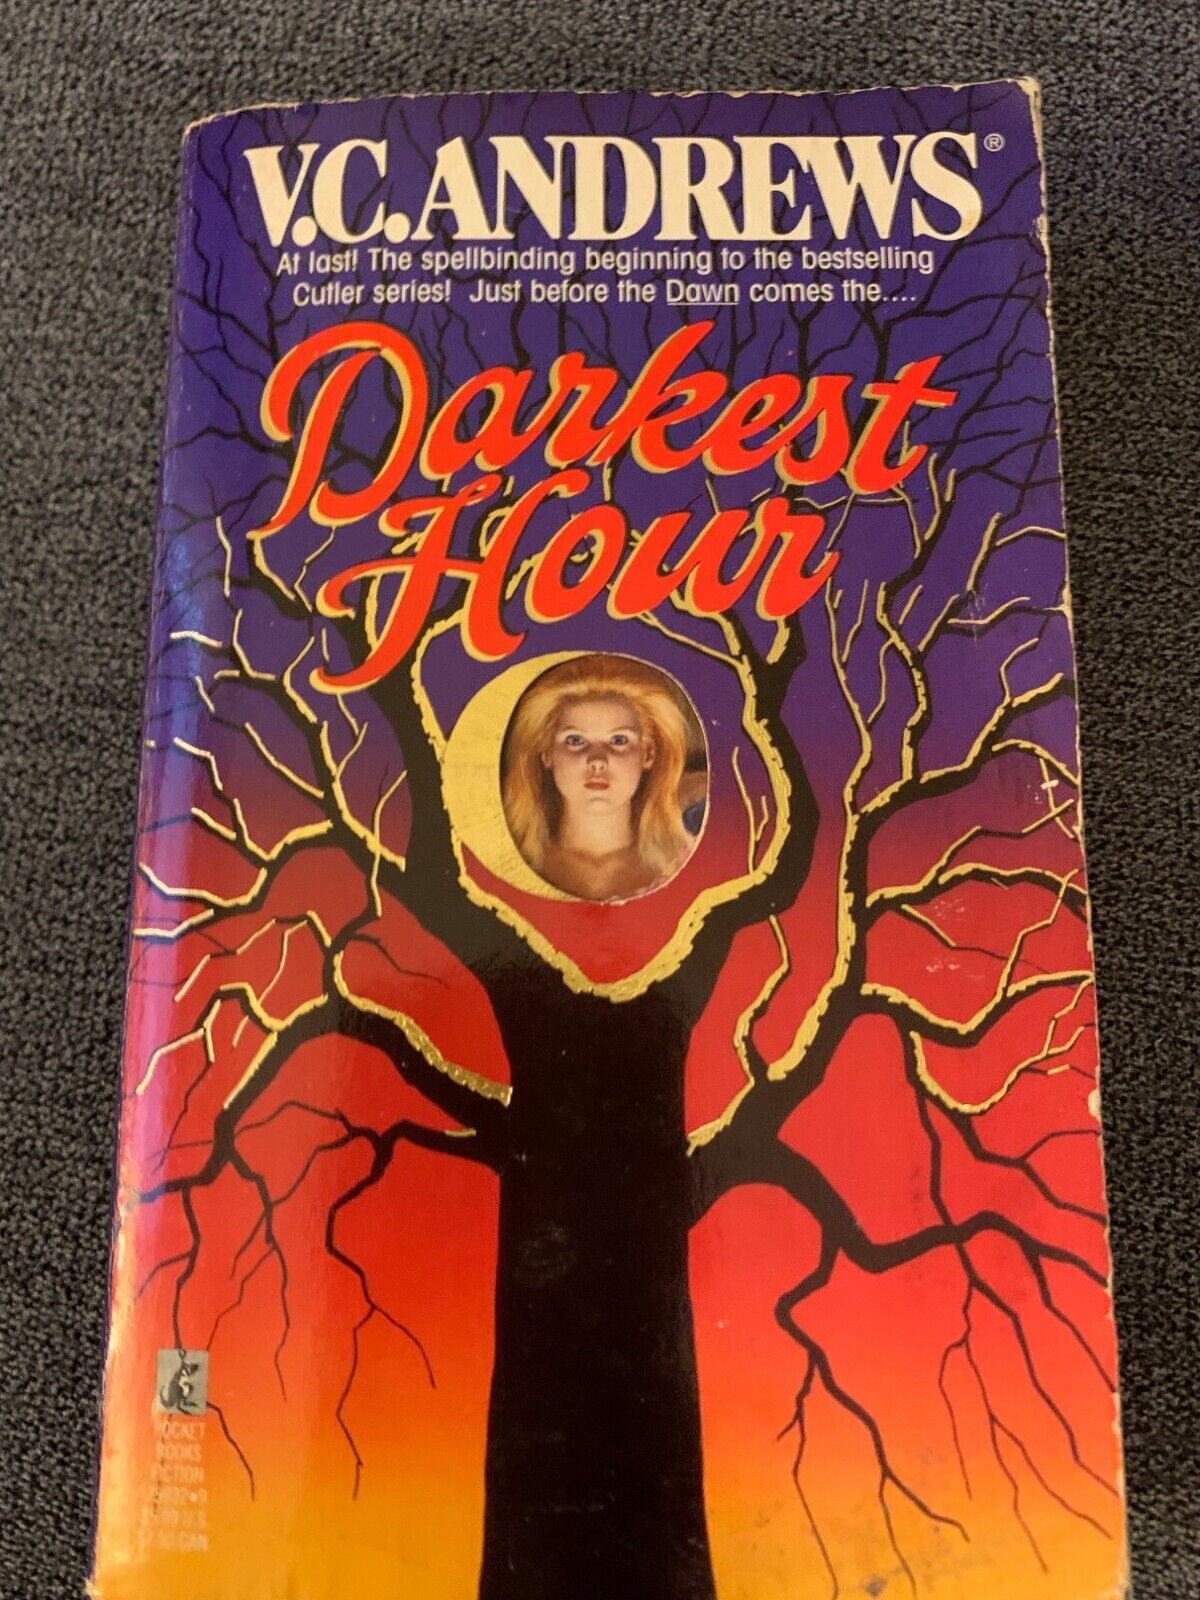 V.C. ANDREWS®
At last! The spellbinding beginning to the bestselling
Cutler series! Just before the Dawn comes the....
Darkest
Hour
POCKET
BOOKS
FICTION
U.S.
CAN